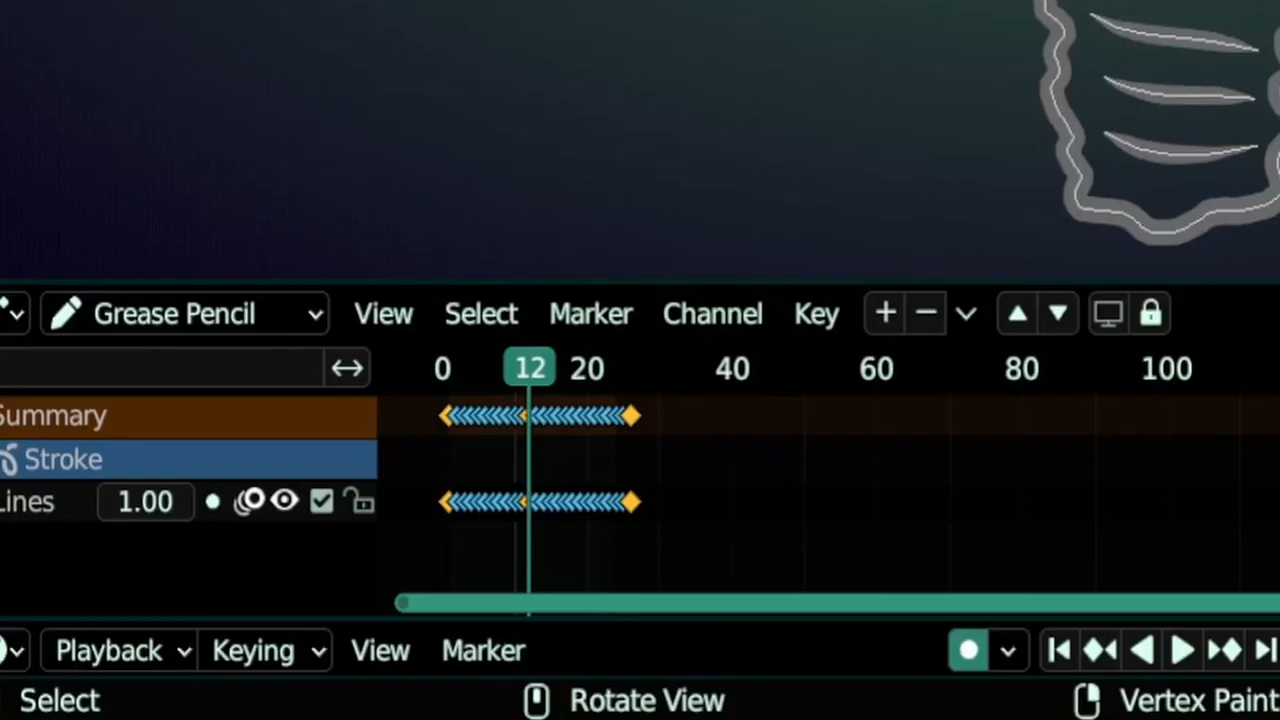 Grease Pencil View Select Marker Channel Key
0 12 20 40 60 80 100
Summary
Stroke
Lines 1.00
Playback Keying View Marker
Select Rotate View Vertex Paint